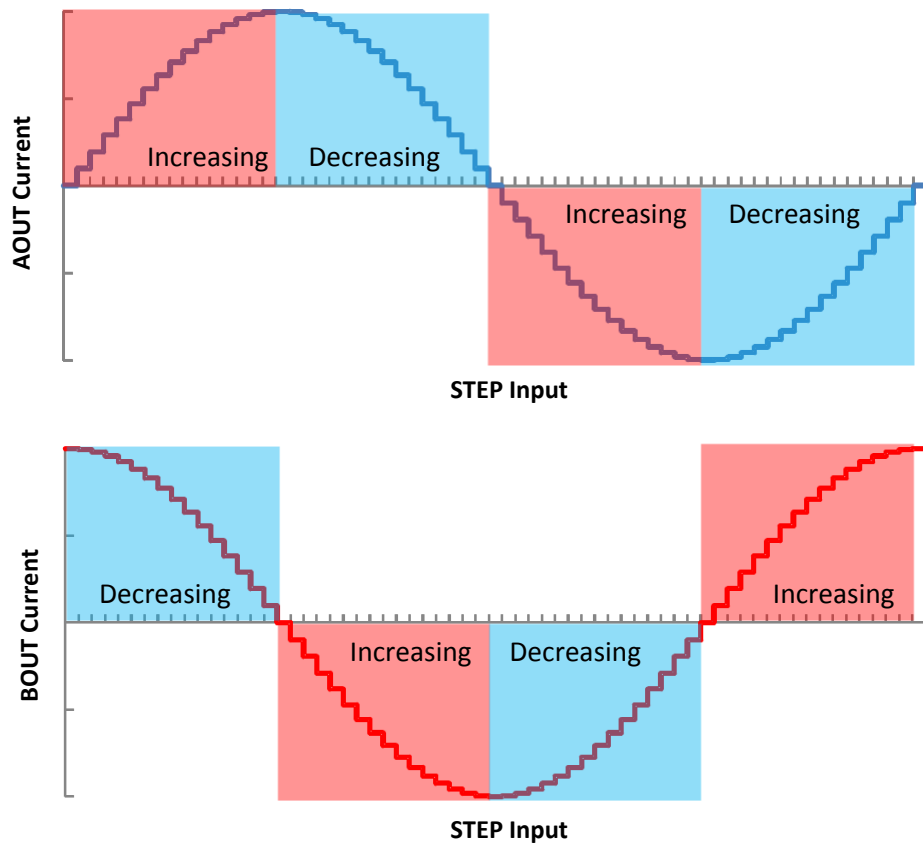 AOUT Current
Increasing
Decreasing
Increasing
Decreasing
STEP Input
BOUT Current
Decreasing
Increasing
Increasing
Decreasing
STEP Input